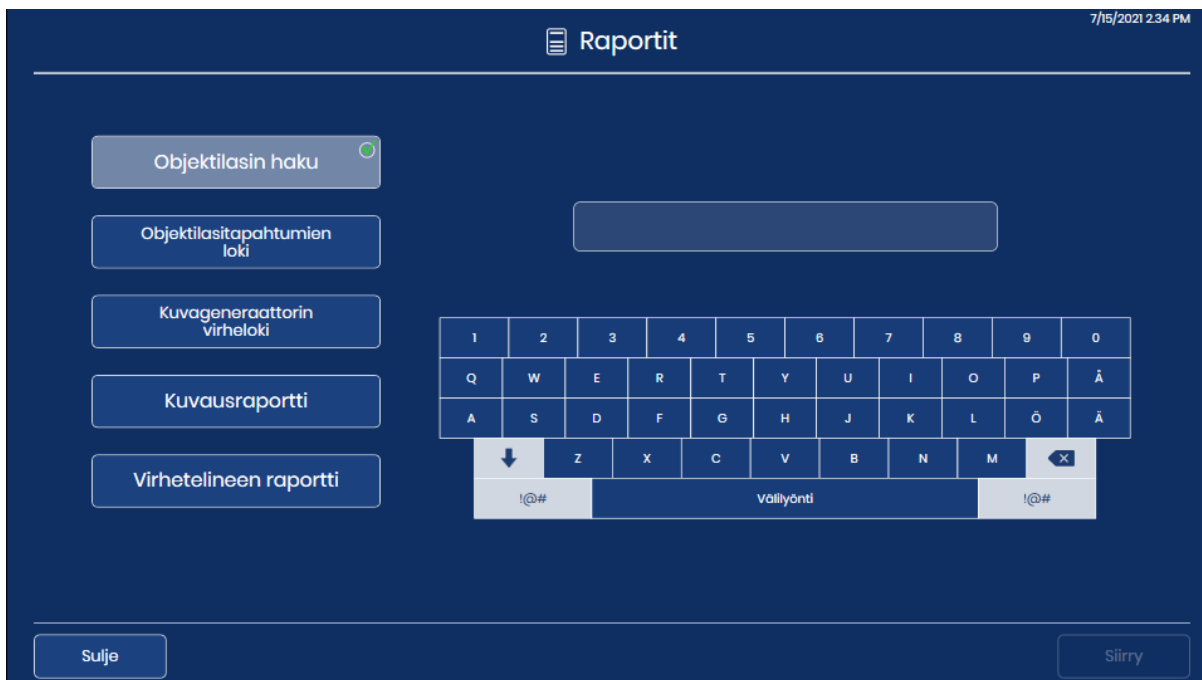 7/15/2021 2.34 PM
Raportit
Objektilasin haku
Objektilasitapahtumien
loki
Kuvageneraattorin
virheloki
Kuvausraportti
Virhetelineen raportti
1 2 3 4 5 6 7 8 9 0
Q W E R T Y U I O P Å
A S D F G H J K L Ö Ä
Z X C V B N M
!@# Välilyönti !@#
Sulje
Siirry